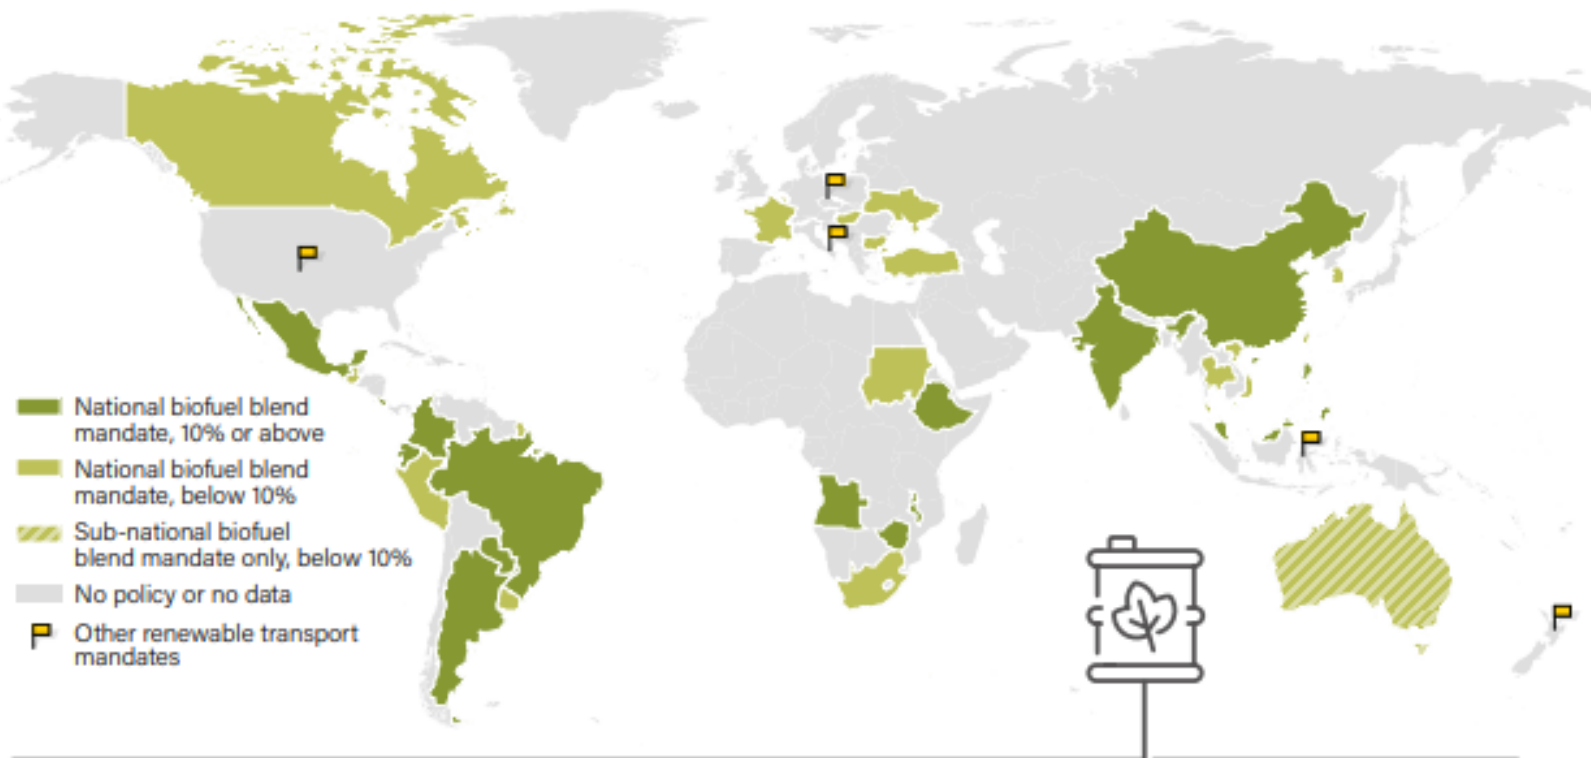 National biofuel blend
mandate, 10% or above
National biofuel blend
mandate, below 10%
Sub-national biofuel
blend mandate only, below 10%
No policy or no data
Other renewable transport
mandates